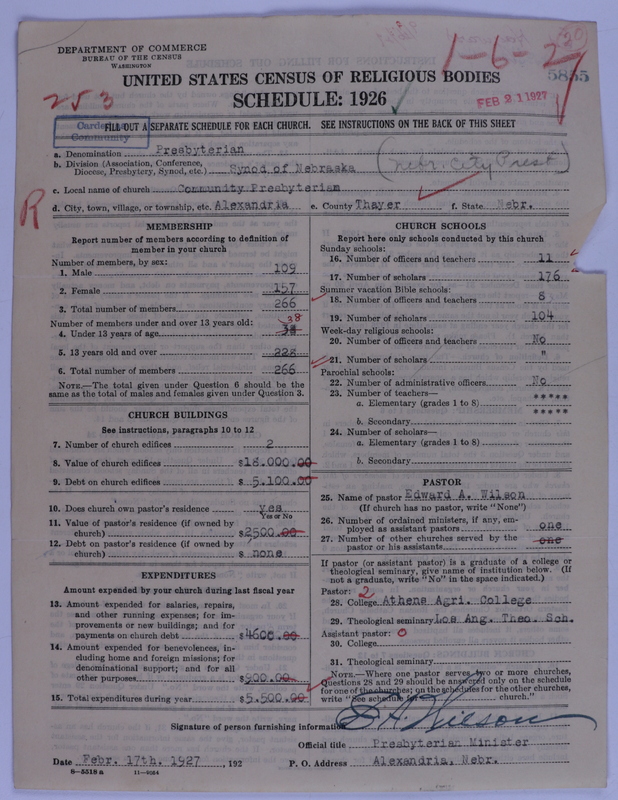 DEPARTMENT OF COMMERCE
BUREAU OF THE CENSUS
WASHINGTON
1-6-27
5855
UNITED STATES CENSUS OF RELIGIOUS BODIES
SCHEDULE: 1926
253
FEB 21 1927
Community
FILL OUT A SEPARATE SCHEDULE FOR EACH CHURCH. SEE INSTRUCTIONS ON THE BACK OF THIS SHEET
a. Denomination Presbyterian
b. Division (Association, Conference, Diocese, Presbytery, Synod, etc.) Synod of Nebraska (Nebr. City Presb)
c. Local name of church Community Presbyterian
d. City, town, village, or township, etc. Alexandria e. County Thayer f. State Nebr.
R
MEMBERSHIP
Report number of members according to definition of
member in your church
Number of members, by sex:
1. Male 109
2. Female 157
3. Total number of members 266
Number of members under and over 13 years old:
4. Under 13 years of age 38
5. 13 years old and over 228
6. Total number of members 266
NOTE.—The total given under Question 6 should be the
same as the total of males and females given under Question 3.
CHURCH BUILDINGS
See instructions, paragraphs 10 to 12
7. Number of church edifices 2
8. Value of church edifices $18.000.00
9. Debt on church edifices $5.100.00
10. Does church own pastor's residence yes
Yes or No
11. Value of pastor's residence (if owned by
church) $2500.00
12. Debt on pastor's residence (if owned by
church) $ none
EXPENDITURES
Amount expended by your church during last fiscal year
13. Amount expended for salaries, repairs,
and other running expenses; for im-
provements or new buildings; and for
payments on church debt $4600.00
14. Amount expended for benevolences, in-
cluding home and foreign missions; for
denominational support; and for all
other purposes $900.00
15. Total expenditures during year $5.500.00
CHURCH SCHOOLS
Report here only schools conducted by this church
Sunday schools:
16. Number of officers and teachers 11
17. Number of scholars 176
Summer vacation Bible schools:
18. Number of officers and teachers 8
19. Number of scholars 104
Week-day religious schools:
20. Number of officers and teachers No
21. Number of scholars "
Parochial schools:
22. Number of administrative officers No
23. Number of teachers—
a. Elementary (grades 1 to 8) *****
b. Secondary *****
24. Number of scholars—
a. Elementary (grades 1 to 8)
b. Secondary
PASTOR
25. Name of pastor Edward A. Wilson
(If church has no pastor, write "None")
26. Number of ordained ministers, if any, em-
ployed as assistant pastors one
27. Number of other churches served by the
pastor or his assistants one
If pastor (or assistant pastor) is a graduate of a college or
theological seminary, give name of institution below. (If
not a graduate, write "No" in the space indicated.)
Pastor: 2
28. College Athens Agri. College
29. Theological seminary Los Ang. Theo. Sch.
Assistant pastor: 0
30. College
31. Theological seminary
NOTE.—Where one pastor serves two or more churches,
Questions 28 and 29 should be answered only on the schedule
for one of the churches; on the schedules for the other churches,
write "See schedule for church."
Signature of person furnishing information E A Wilson
Official title Presbyterian Minister
Date Febr. 17th. 1927, 192 P. O. Address Alexandria, Nebr.
8-5518 a 11-9064